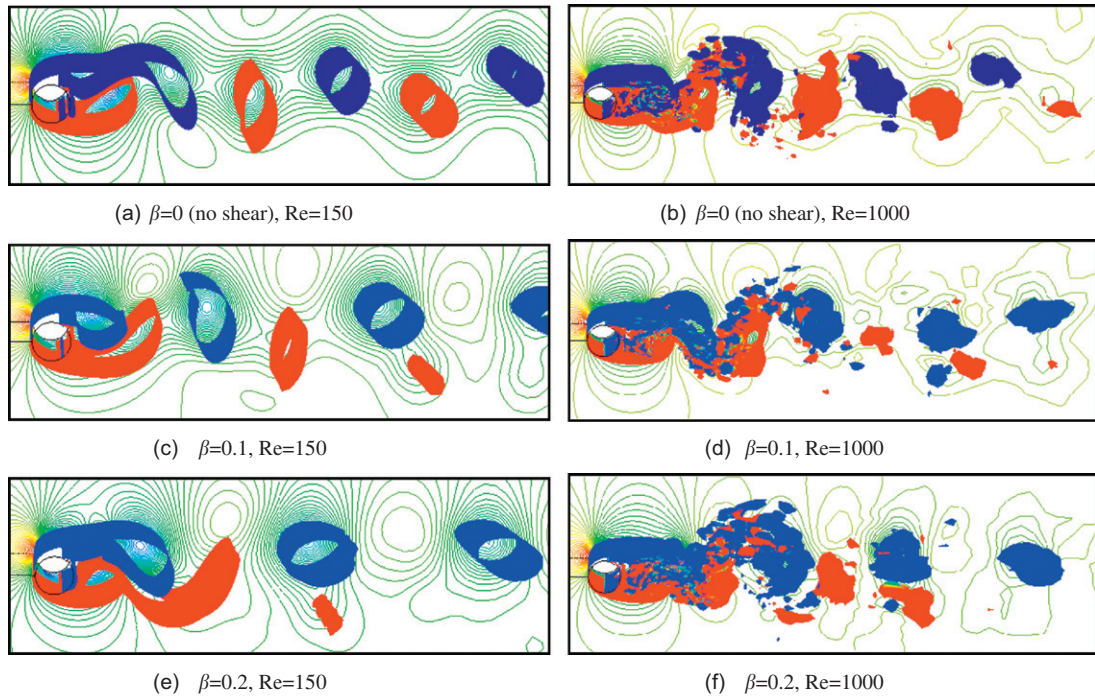 (a) β=0 (no shear), Re=150
(b) β=0 (no shear), Re=1000
(c) β=0.1, Re=150
(d) β=0.1, Re=1000
(e) β=0.2, Re=150
(f) β=0.2, Re=1000